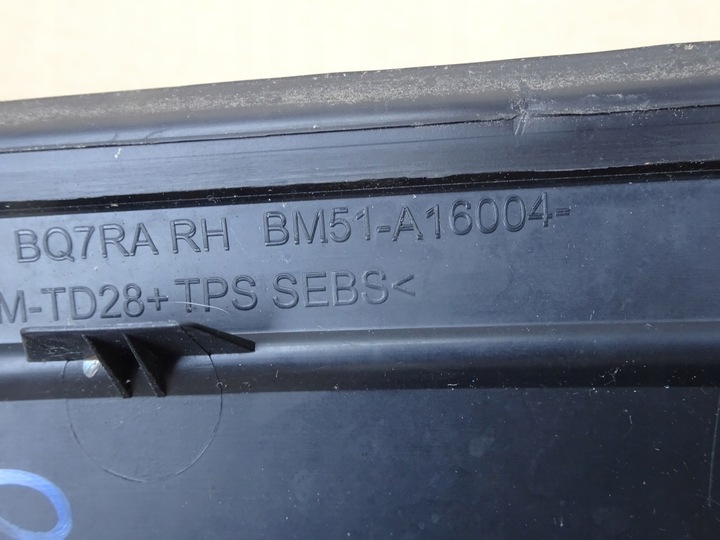 BQ7RA RH BM51-A16004-
M-TD28+TPS SEBS<